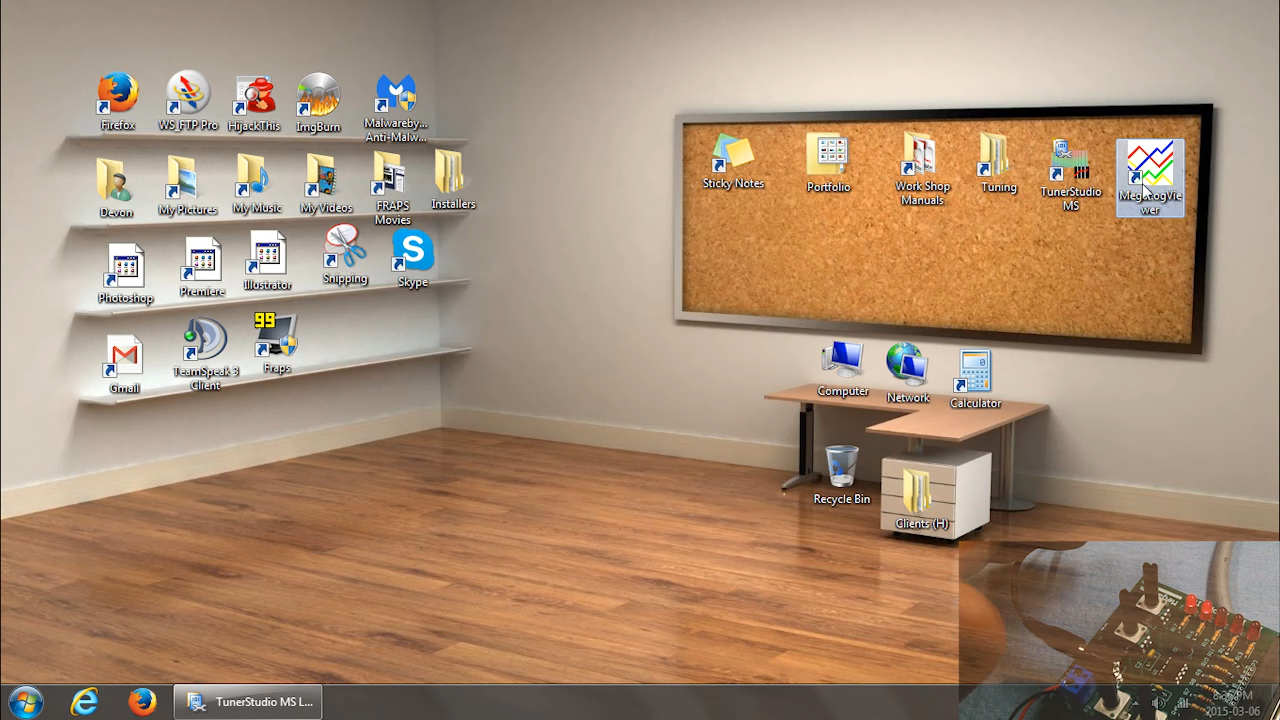 Firefox
WS_FTP Pro
HijackThis
ImgBurn
Malwareby...
Anti-Malw...
Sticky Notes
Portfolio
Work Shop
Manuals
Tuning
TunerStudio
MS
wer
Devon
My Pictures
My Music
My Videos
FRAPS
Movies
Installers
Photoshop
Premiere
Illustrator
Snipping
S
Skype
99
Gmail
TeamSpeak 3
Client
Fraps
Computer
Network
0
Calculator
Recycle Bin
Clients (H)
TunerStudio MS L...
2015-03-06